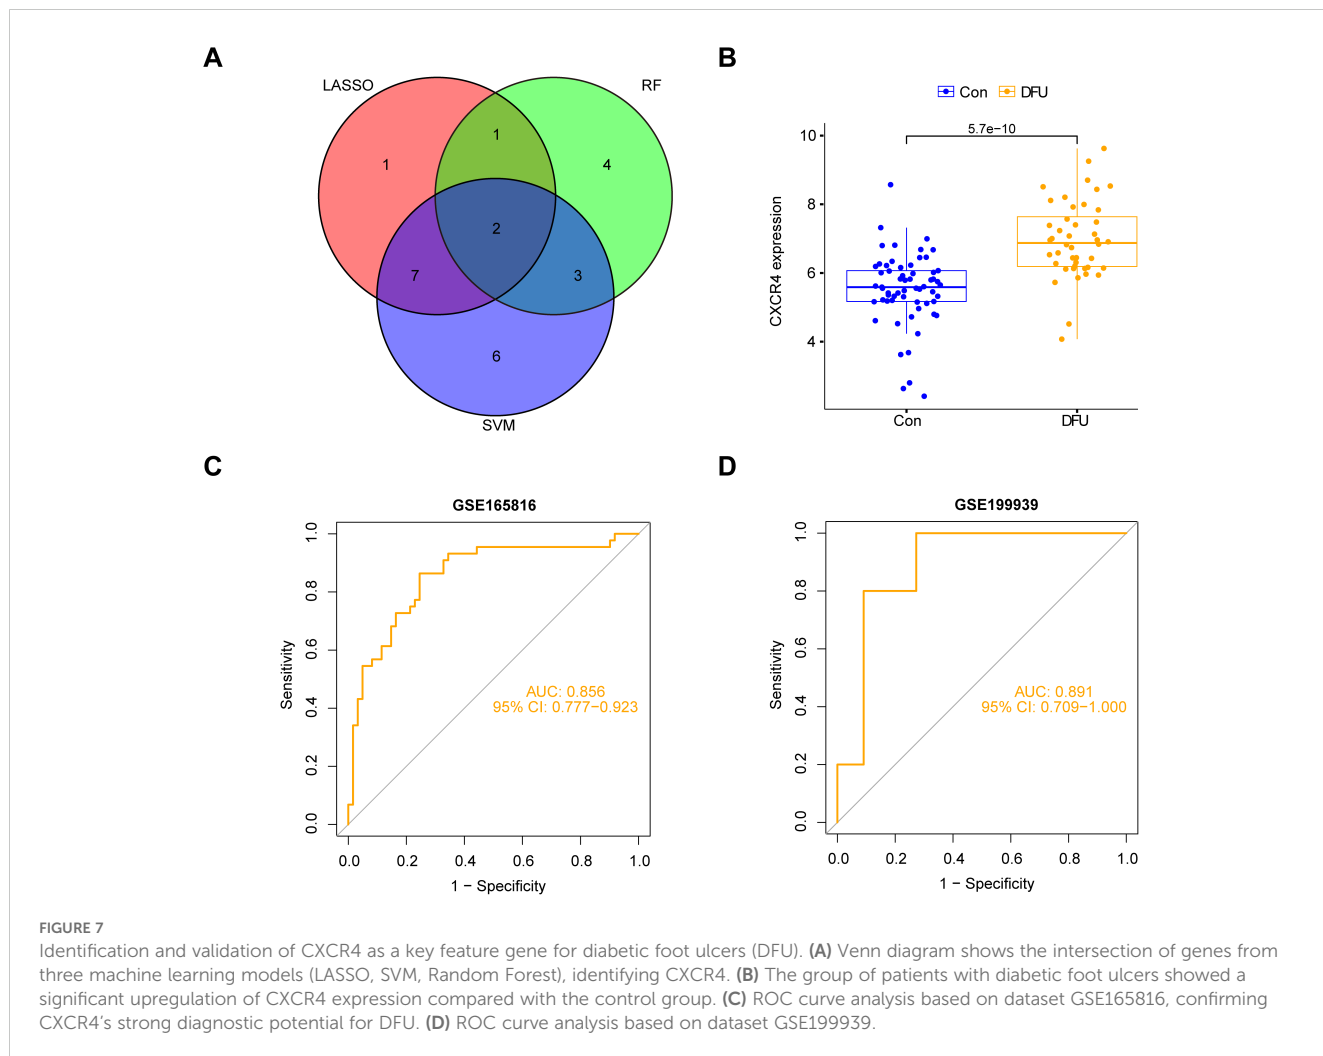 A
LASSO
RF
1
1
4
2
7
3
6
SVM
B
Con DFU
5.7e−10
10
8
6
4
CXCR4 expression
Con DFU
C
GSE165816
1.0
0.8
0.6
0.4
0.2
0.0
Sensitivity
AUC: 0.856
95% CI: 0.777−0.923
0.0 0.2 0.4 0.6 0.8 1.0
1 − Specificity
D
GSE199939
1.0
0.8
0.6
0.4
0.2
0.0
Sensitivity
AUC: 0.891
95% CI: 0.709−1.000
0.0 0.2 0.4 0.6 0.8 1.0
1 − Specificity
FIGURE 7
Identification and validation of CXCR4 as a key feature gene for diabetic foot ulcers (DFU). (A) Venn diagram shows the intersection of genes from
three machine learning models (LASSO, SVM, Random Forest), identifying CXCR4. (B) The group of patients with diabetic foot ulcers showed a
significant upregulation of CXCR4 expression compared with the control group. (C) ROC curve analysis based on dataset GSE165816, confirming
CXCR4's strong diagnostic potential for DFU. (D) ROC curve analysis based on dataset GSE199939.